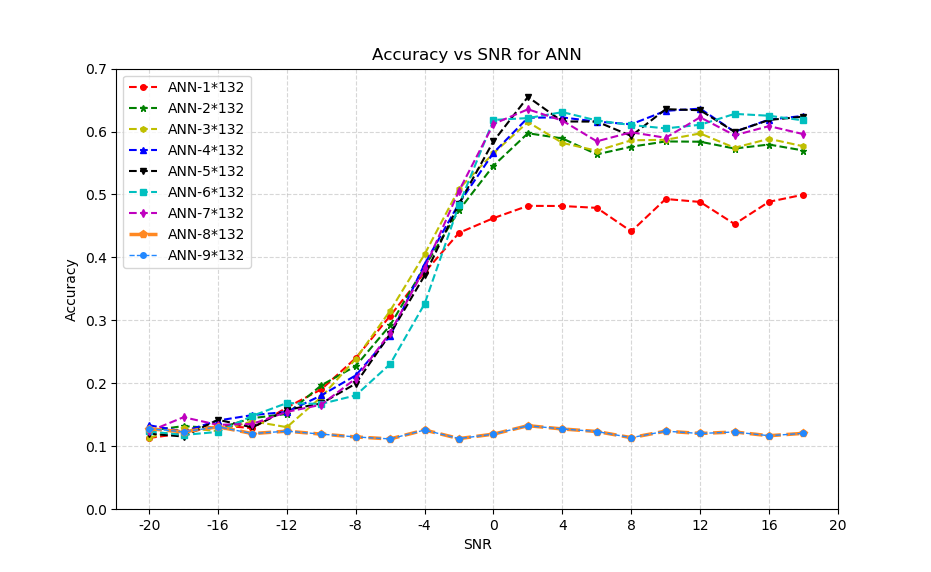 Accuracy vs SNR for ANN
0.7
0.6
0.5
0.4
0.3
0.2
0.1
0.0
Accuracy
ANN-1*132
ANN-2*132
ANN-3*132
ANN-4*132
ANN-5*132
ANN-6*132
ANN-7*132
ANN-8*132
ANN-9*132
-20 -16 -12 -8 -4 0 4 8 12 16 20
SNR